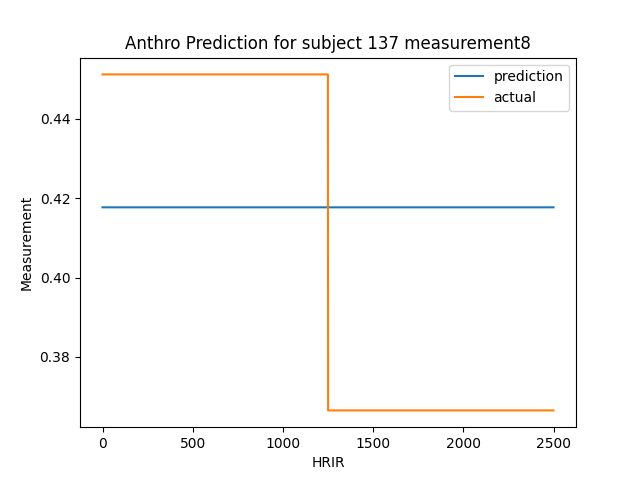 Anthro Prediction for subject 137 measurement8
prediction
actual
0.44
0.42
0.40
0.38
Measurement
0
500
1000
1500
2000
2500
HRIR